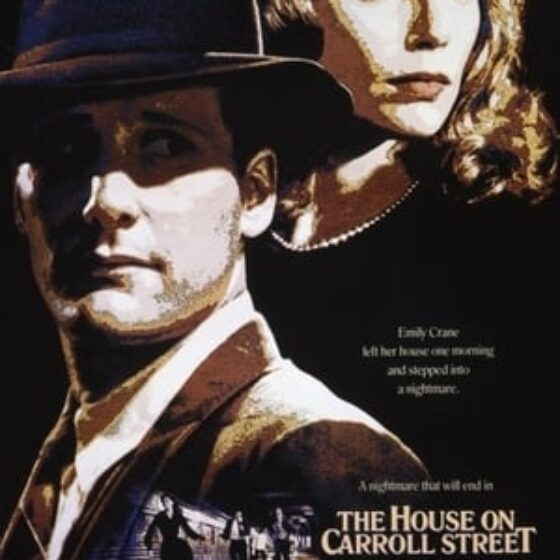 Emily Crane
left her house one morning
and stepped into
a nightmare.
A nightmare that will end in
THE HOUSE ON
CARROLL STREET